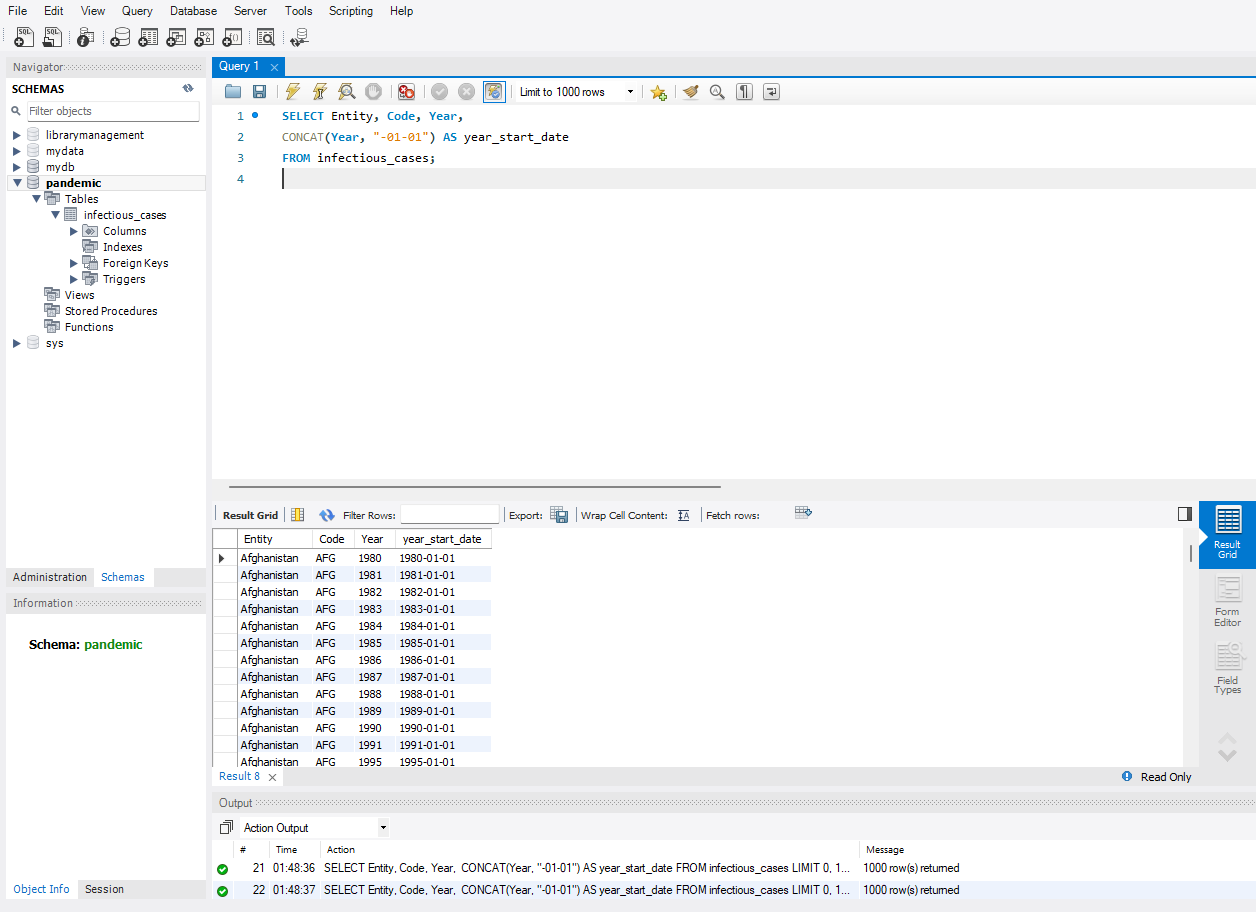 File Edit View Query Database Server Tools Scripting Help
Navigator
SCHEMAS
Filter objects
librarymanagement
mydata
mydb
pandemic
Tables
infectious_cases
Columns
Indexes
Foreign Keys
Triggers
Views
Stored Procedures
Functions
sys
Administration Schemas
Information
Schema: pandemic
Object Info Session
Query 1
Limit to 1000 rows
1 SELECT Entity, Code, Year,
2 CONCAT(Year, "-01-01") AS year_start_date
3 FROM infectious_cases;
4
Result Grid Filter Rows: Export: Wrap Cell Content: Fetch rows:
Entity Code Year year_start_date
Afghanistan AFG 1980 1980-01-01
Afghanistan AFG 1981 1981-01-01
Afghanistan AFG 1982 1982-01-01
Afghanistan AFG 1983 1983-01-01
Afghanistan AFG 1984 1984-01-01
Afghanistan AFG 1985 1985-01-01
Afghanistan AFG 1986 1986-01-01
Afghanistan AFG 1987 1987-01-01
Afghanistan AFG 1988 1988-01-01
Afghanistan AFG 1989 1989-01-01
Afghanistan AFG 1990 1990-01-01
Afghanistan AFG 1991 1991-01-01
Afghanistan AFG 1995 1995-01-01
Result
Grid
Form
Editor
Field
Types
Result 8 Read Only
Output
Action Output
# Time Action Message
21 01:48:36 SELECT Entity, Code, Year, CONCAT(Year, "-01-01") AS year_start_date FROM infectious_cases LIMIT 0, 1... 1000 row(s) returned
22 01:48:37 SELECT Entity, Code, Year, CONCAT(Year, "-01-01") AS year_start_date FROM infectious_cases LIMIT 0, 1... 1000 row(s) returned